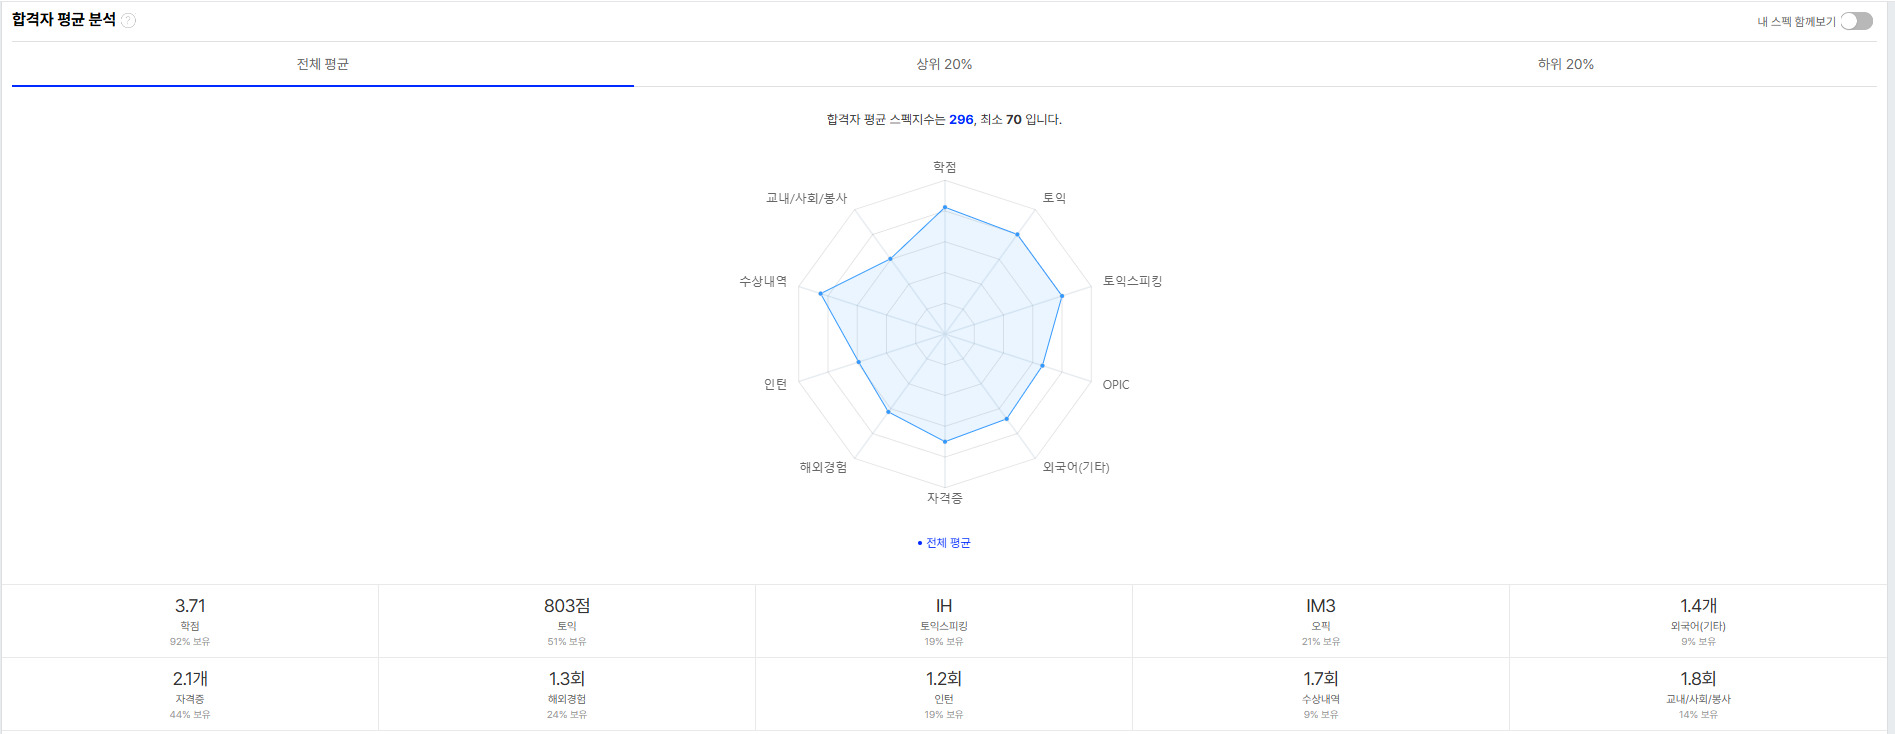 합격자 평균 분석 ?
내 스펙 함께보기
전체 평균
상위 20%
하위 20%
합격자 평균 스펙지수는 296, 최소 70 입니다.
학점
교내/사회/봉사
토익
수상내역
토익스피킹
인턴
OPIC
해외경험
외국어(기타)
자격증
• 전체 평균
3.71
학점
92% 보유
803점
토익
51% 보유
IH
토익스피킹
19% 보유
IM3
오픽
21% 보유
1.4개
외국어(기타)
9% 보유
2.1개
자격증
44% 보유
1.3회
해외경험
24% 보유
1.2회
인턴
19% 보유
1.7회
수상내역
9% 보유
1.8회
교내/사회/봉사
14% 보유